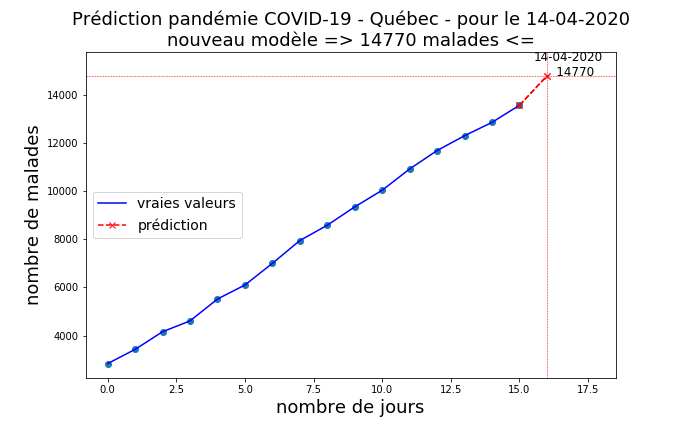 Prédiction pandémie COVID-19 - Québec - pour le 14-04-2020
nouveau modèle => 14770 malades <=
14-04-2020
14770
14000
12000
10000
8000
6000
4000
nombre de malades
vraies valeurs
prédiction
0.0 2.5 5.0 7.5 10.0 12.5 15.0 17.5
nombre de jours